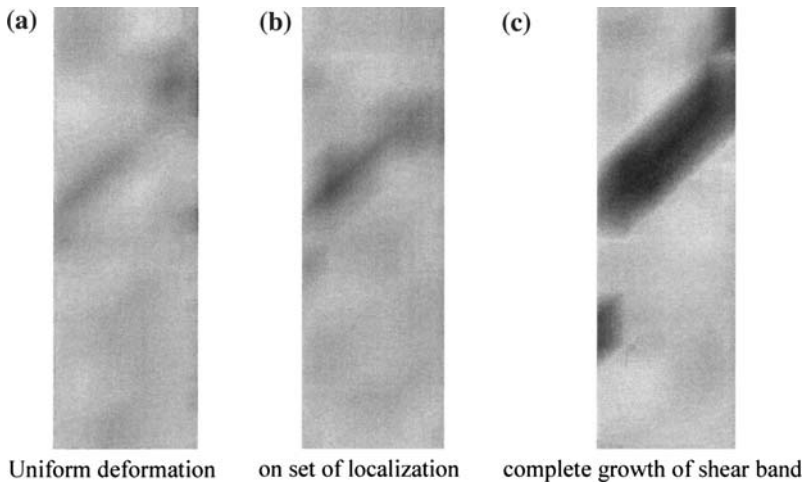 (a)
(b)
(c)
Uniform deformation
on set of localization
complete growth of shear band